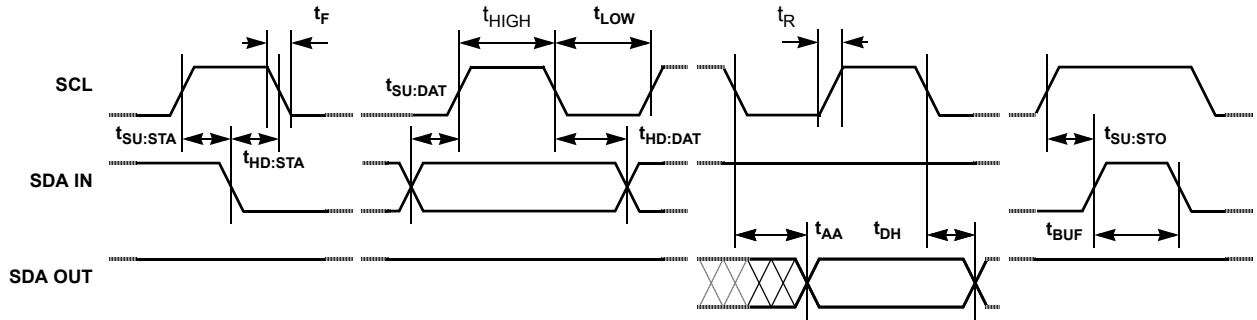 tF
tHIGH
tLOW
tR
SCL
tSU:DAT
tSU:STA
tHD:STA
tHD:DAT
tSU:STO
SDA IN
tAA
tDH
tBUF
SDA OUT